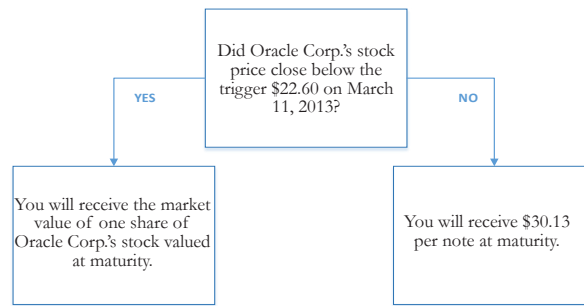 Did Oracle Corp.'s stock
price close below the
trigger $22.60 on March
11, 2013?
YES
NO
You will receive the market
value of one share of
Oracle Corp.'s stock valued
at maturity.
You will receive $30.13
per note at maturity.